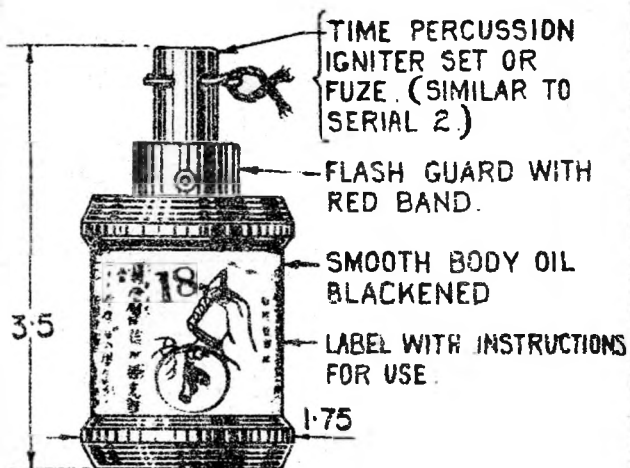 TIME PERCUSSION
IGNITER SET OR
FUZE. (SIMILAR TO
SERIAL 2.)
FLASH GUARD WITH
RED BAND.
SMOOTH BODY OIL
BLACKENED
18
3·5
LABEL WITH INSTRUCTIONS
FOR USE
1·75